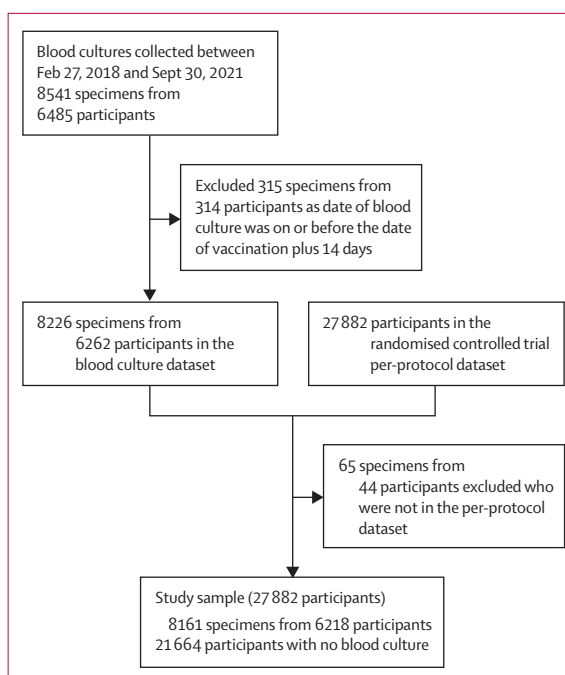 Blood cultures collected between
Feb 27, 2018 and Sept 30, 2021
8541 specimens from
6485 participants
Excluded 315 specimens from
314 participants as date of blood
culture was on or before the date
of vaccination plus 14 days
8226 specimens from
6262 participants in the
blood culture dataset
27 882 participants in the
randomised controlled trial
per-protocol dataset
65 specimens from
44 participants excluded who
were not in the per-protocol
dataset
Study sample (27 882 participants)
8161 specimens from 6218 participants
21 664 participants with no blood culture